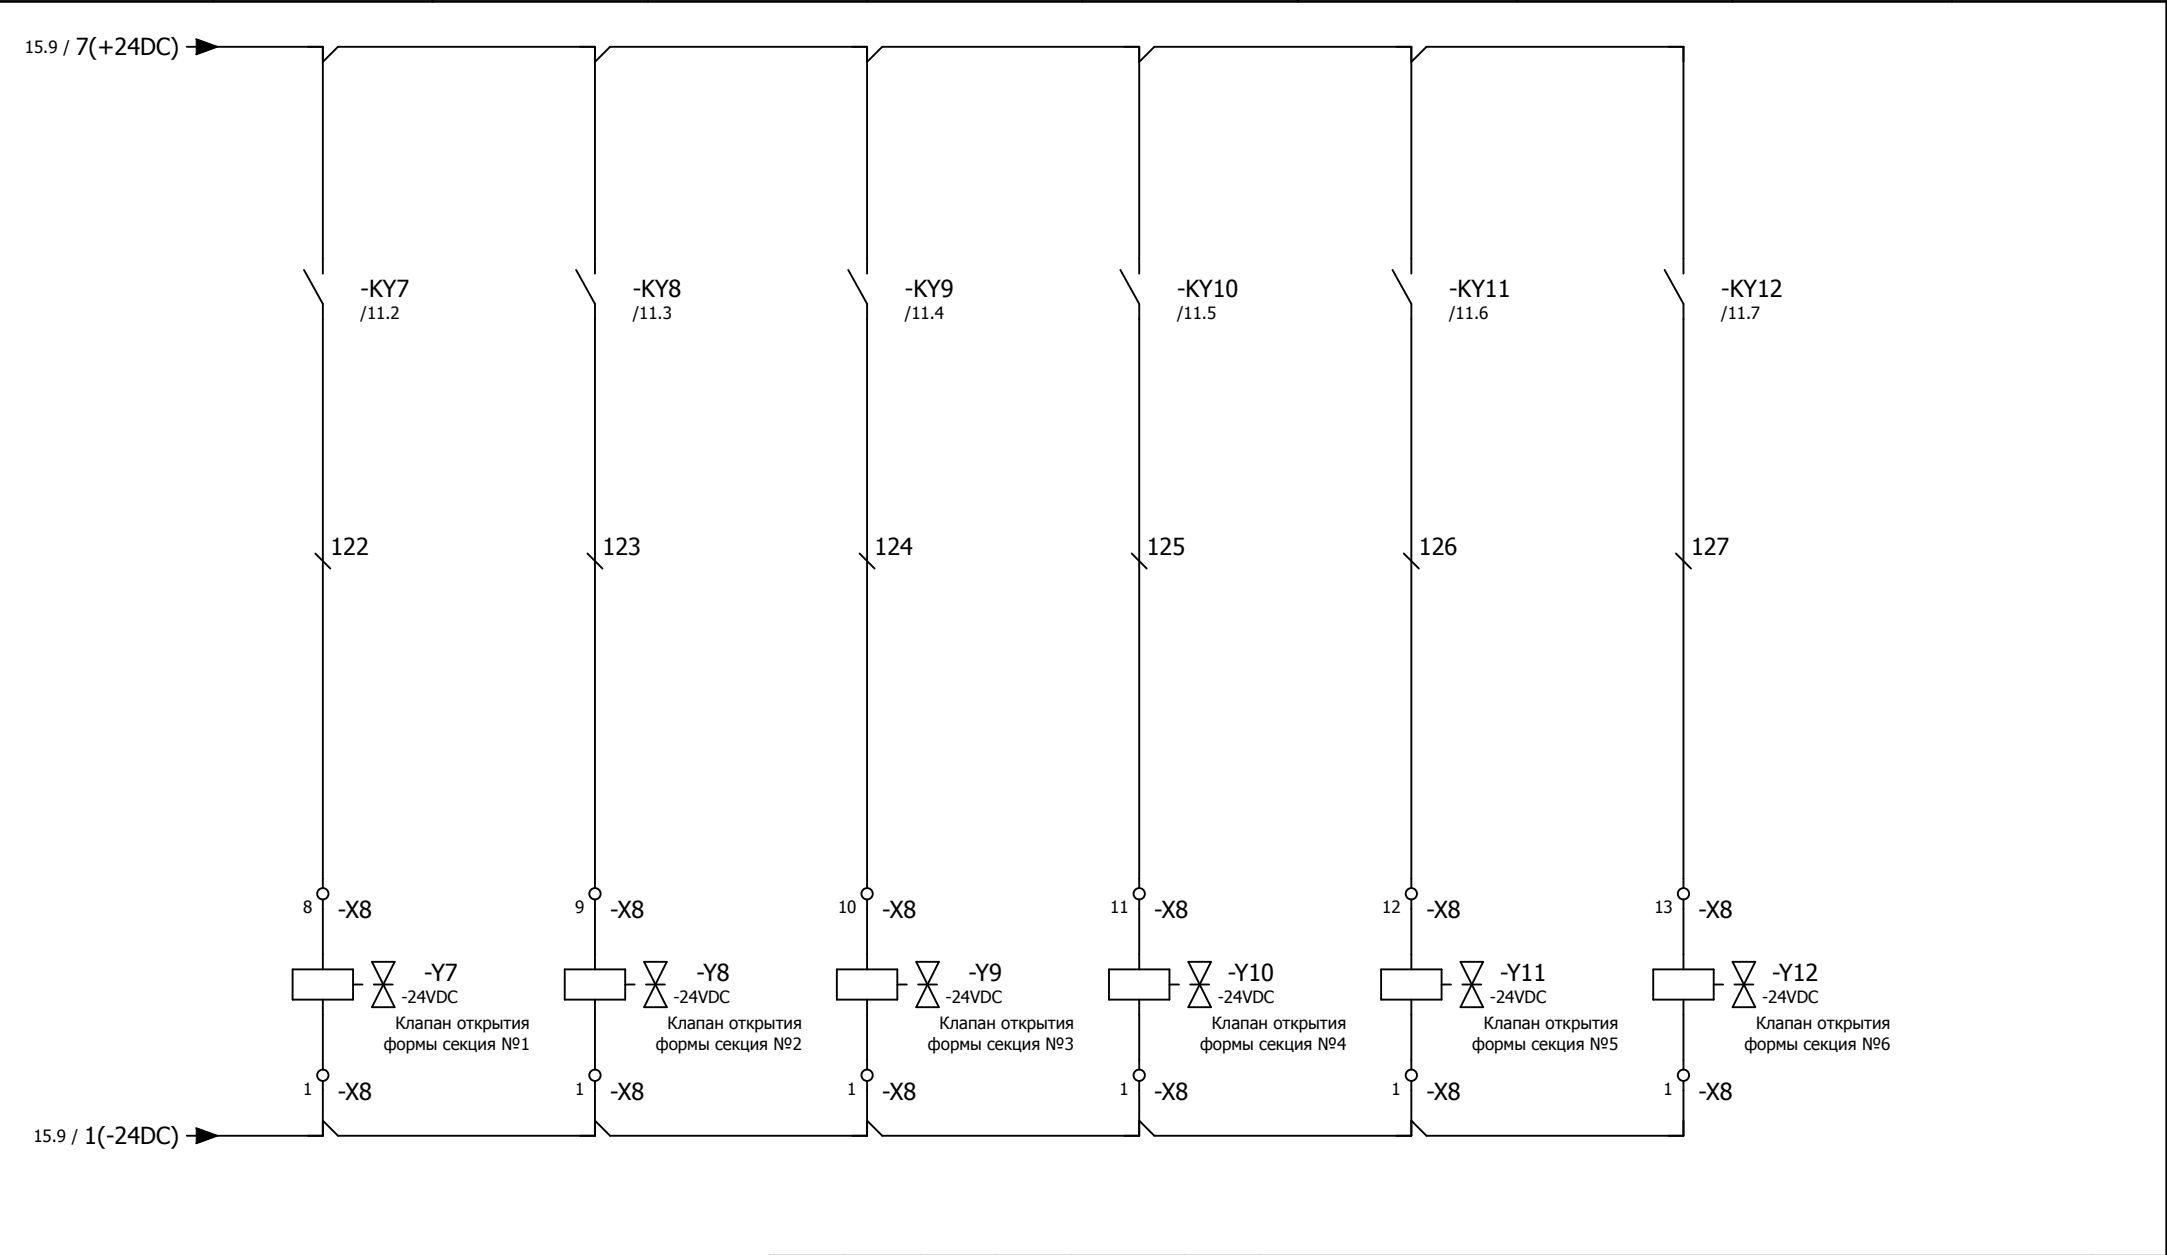 15.9 / 7(+24DC)
-KY7
/11.2
-KY8
/11.3
-KY9
/11.4
-KY10
/11.5
-KY11
/11.6
-KY12
/11.7
122
123
124
125
126
127
8 -X8
9 -X8
10 -X8
11 -X8
12 -X8
13 -X8
-Y7
-24VDC
Клапан открытия
формы секция №1
-Y8
-24VDC
Клапан открытия
формы секция №2
-Y9
-24VDC
Клапан открытия
формы секция №3
-Y10
-24VDC
Клапан открытия
формы секция №4
-Y11
-24VDC
Клапан открытия
формы секция №5
-Y12
-24VDC
Клапан открытия
формы секция №6
1 -X8
1 -X8
1 -X8
1 -X8
1 -X8
1 -X8
15.9 / 1(-24DC)